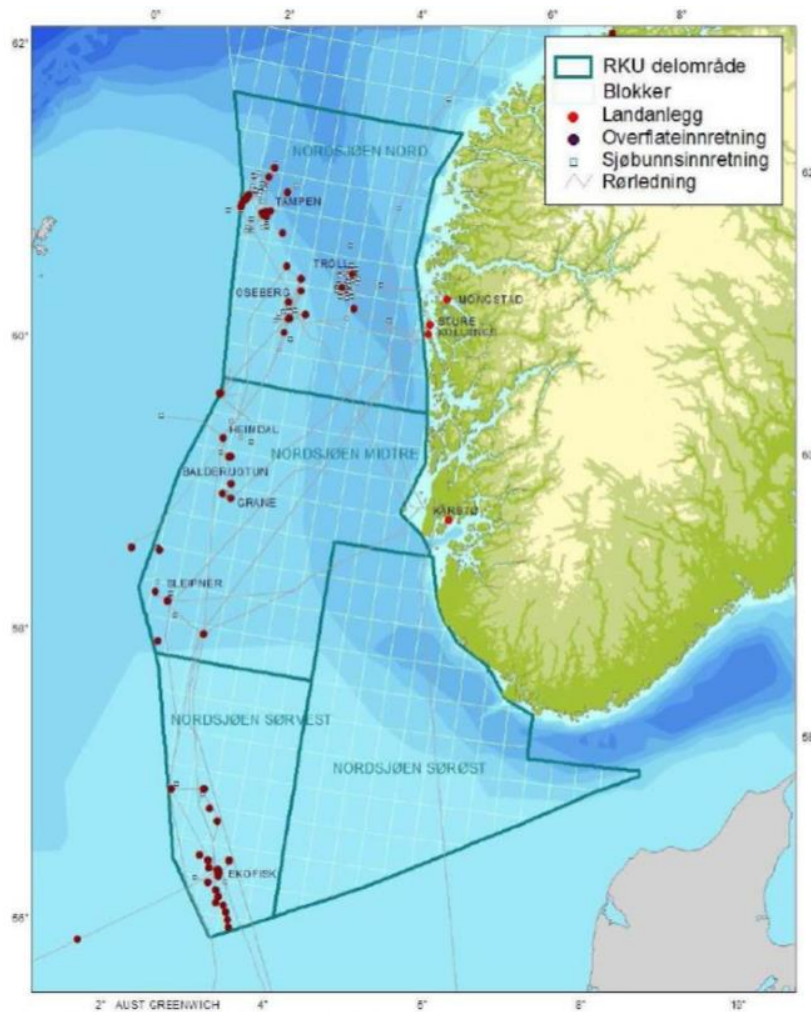 0°
2°
4°
6°
8°
62°
RKU delområde
Blokker
Landanlegg
Overflateinnretning
Sjøbunnsinnretning
Rørledning
NORDSJØEN NORD
TAMPEN
TROLL
OSEBERG
MONGSTAD
STURE
KOLLSNES
60°
HEIMDAL
NORDSJØEN MIDTRE
BALDER/JOTUN
GRANE
KÅRSTØ
SLEIPNER
58°
NORDSJØEN SØRVEST
NORDSJØEN SØRØST
58
EKOFISK
56°
2° AUST GREENWICH
4°
6°
8°
10°